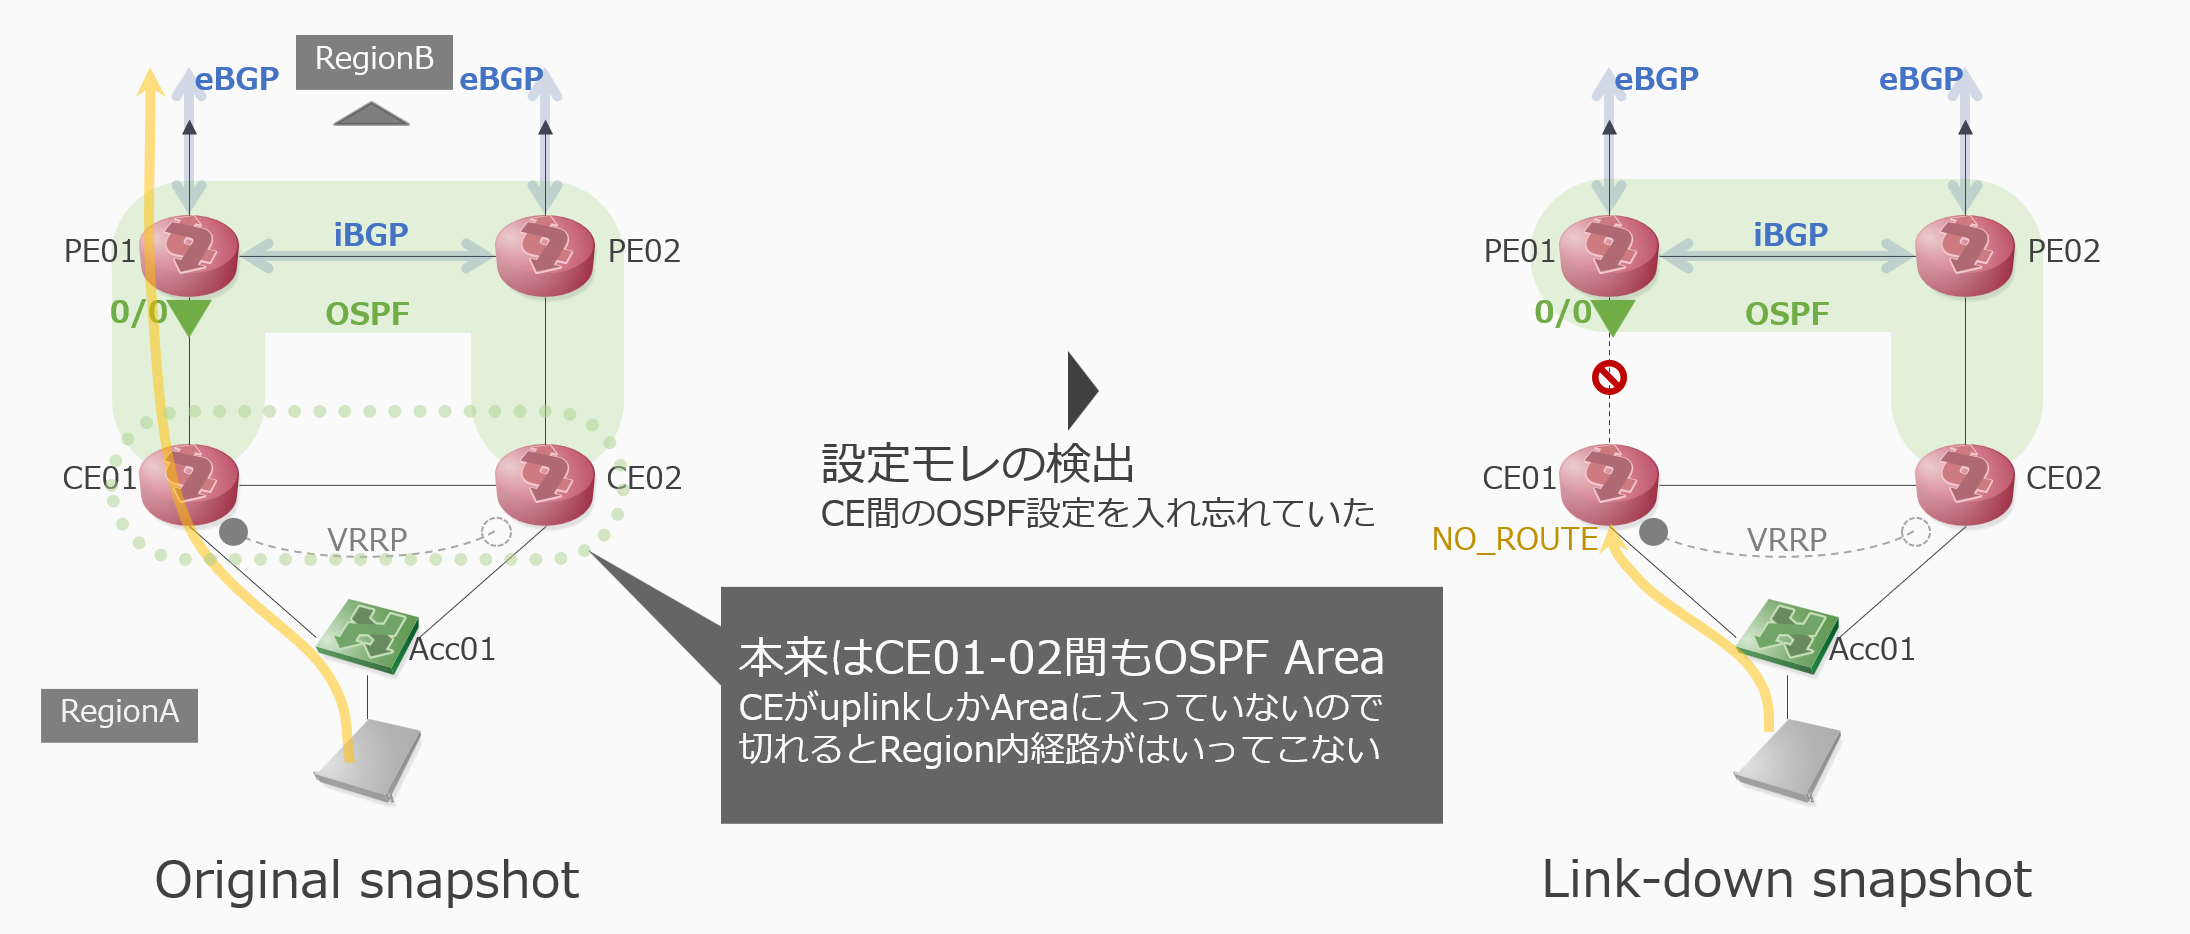 RegionB
eBGP
eBGP
PE01
iBGP
PE02
0/0
OSPF
CE01
CE02
VRRP
Acc01
RegionA
Original snapshot
設定モレの検出
CE間のOSPF設定を入れ忘れていた
本来はCE01-02間もOSPF Area
CEがuplinkしかAreaに入っていないので
切れるとRegion内経路がはいってこない
eBGP
eBGP
PE01
iBGP
PE02
0/0
OSPF
CE01
CE02
NO_ROUTE
VRRP
Acc01
Link-down snapshot